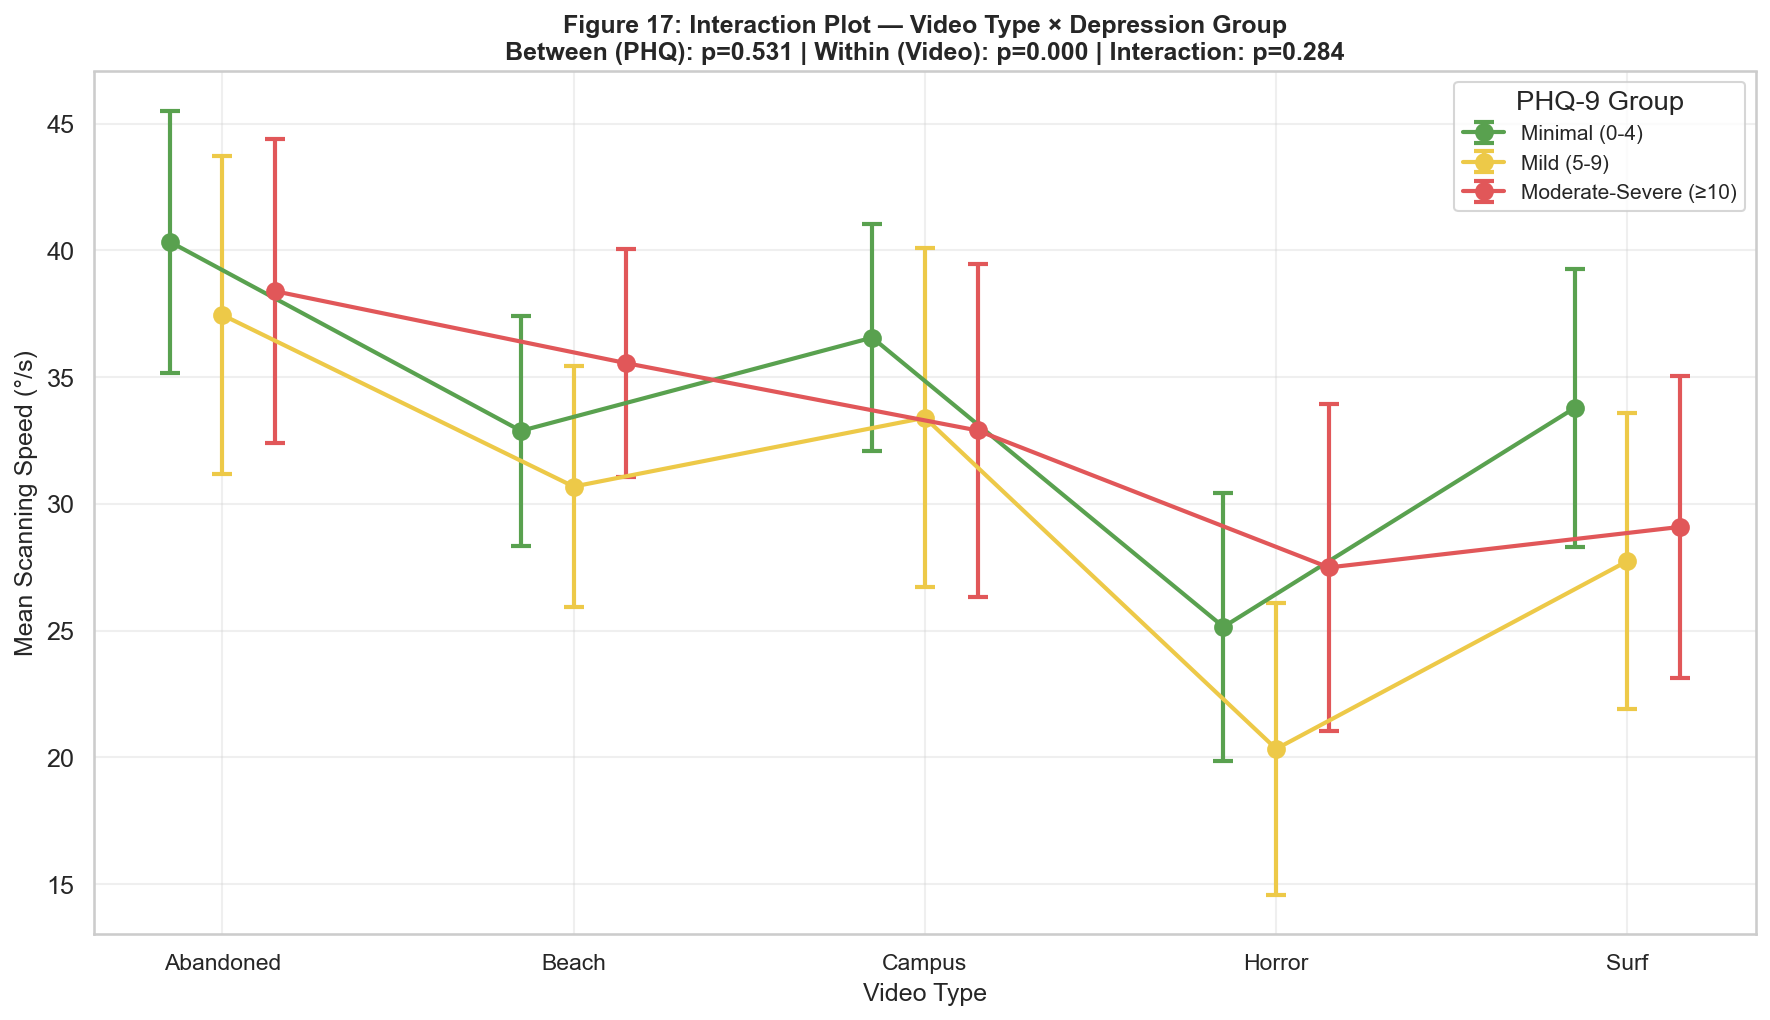 Figure 17: Interaction Plot — Video Type × Depression Group
Between (PHQ): p=0.531 | Within (Video): p=0.000 | Interaction: p=0.284
PHQ-9 Group
Minimal (0-4)
Mild (5-9)
Moderate-Severe (≥10)
Mean Scanning Speed (°/s)
45
40
35
30
25
20
15
Abandoned
Beach
Campus
Horror
Surf
Video Type